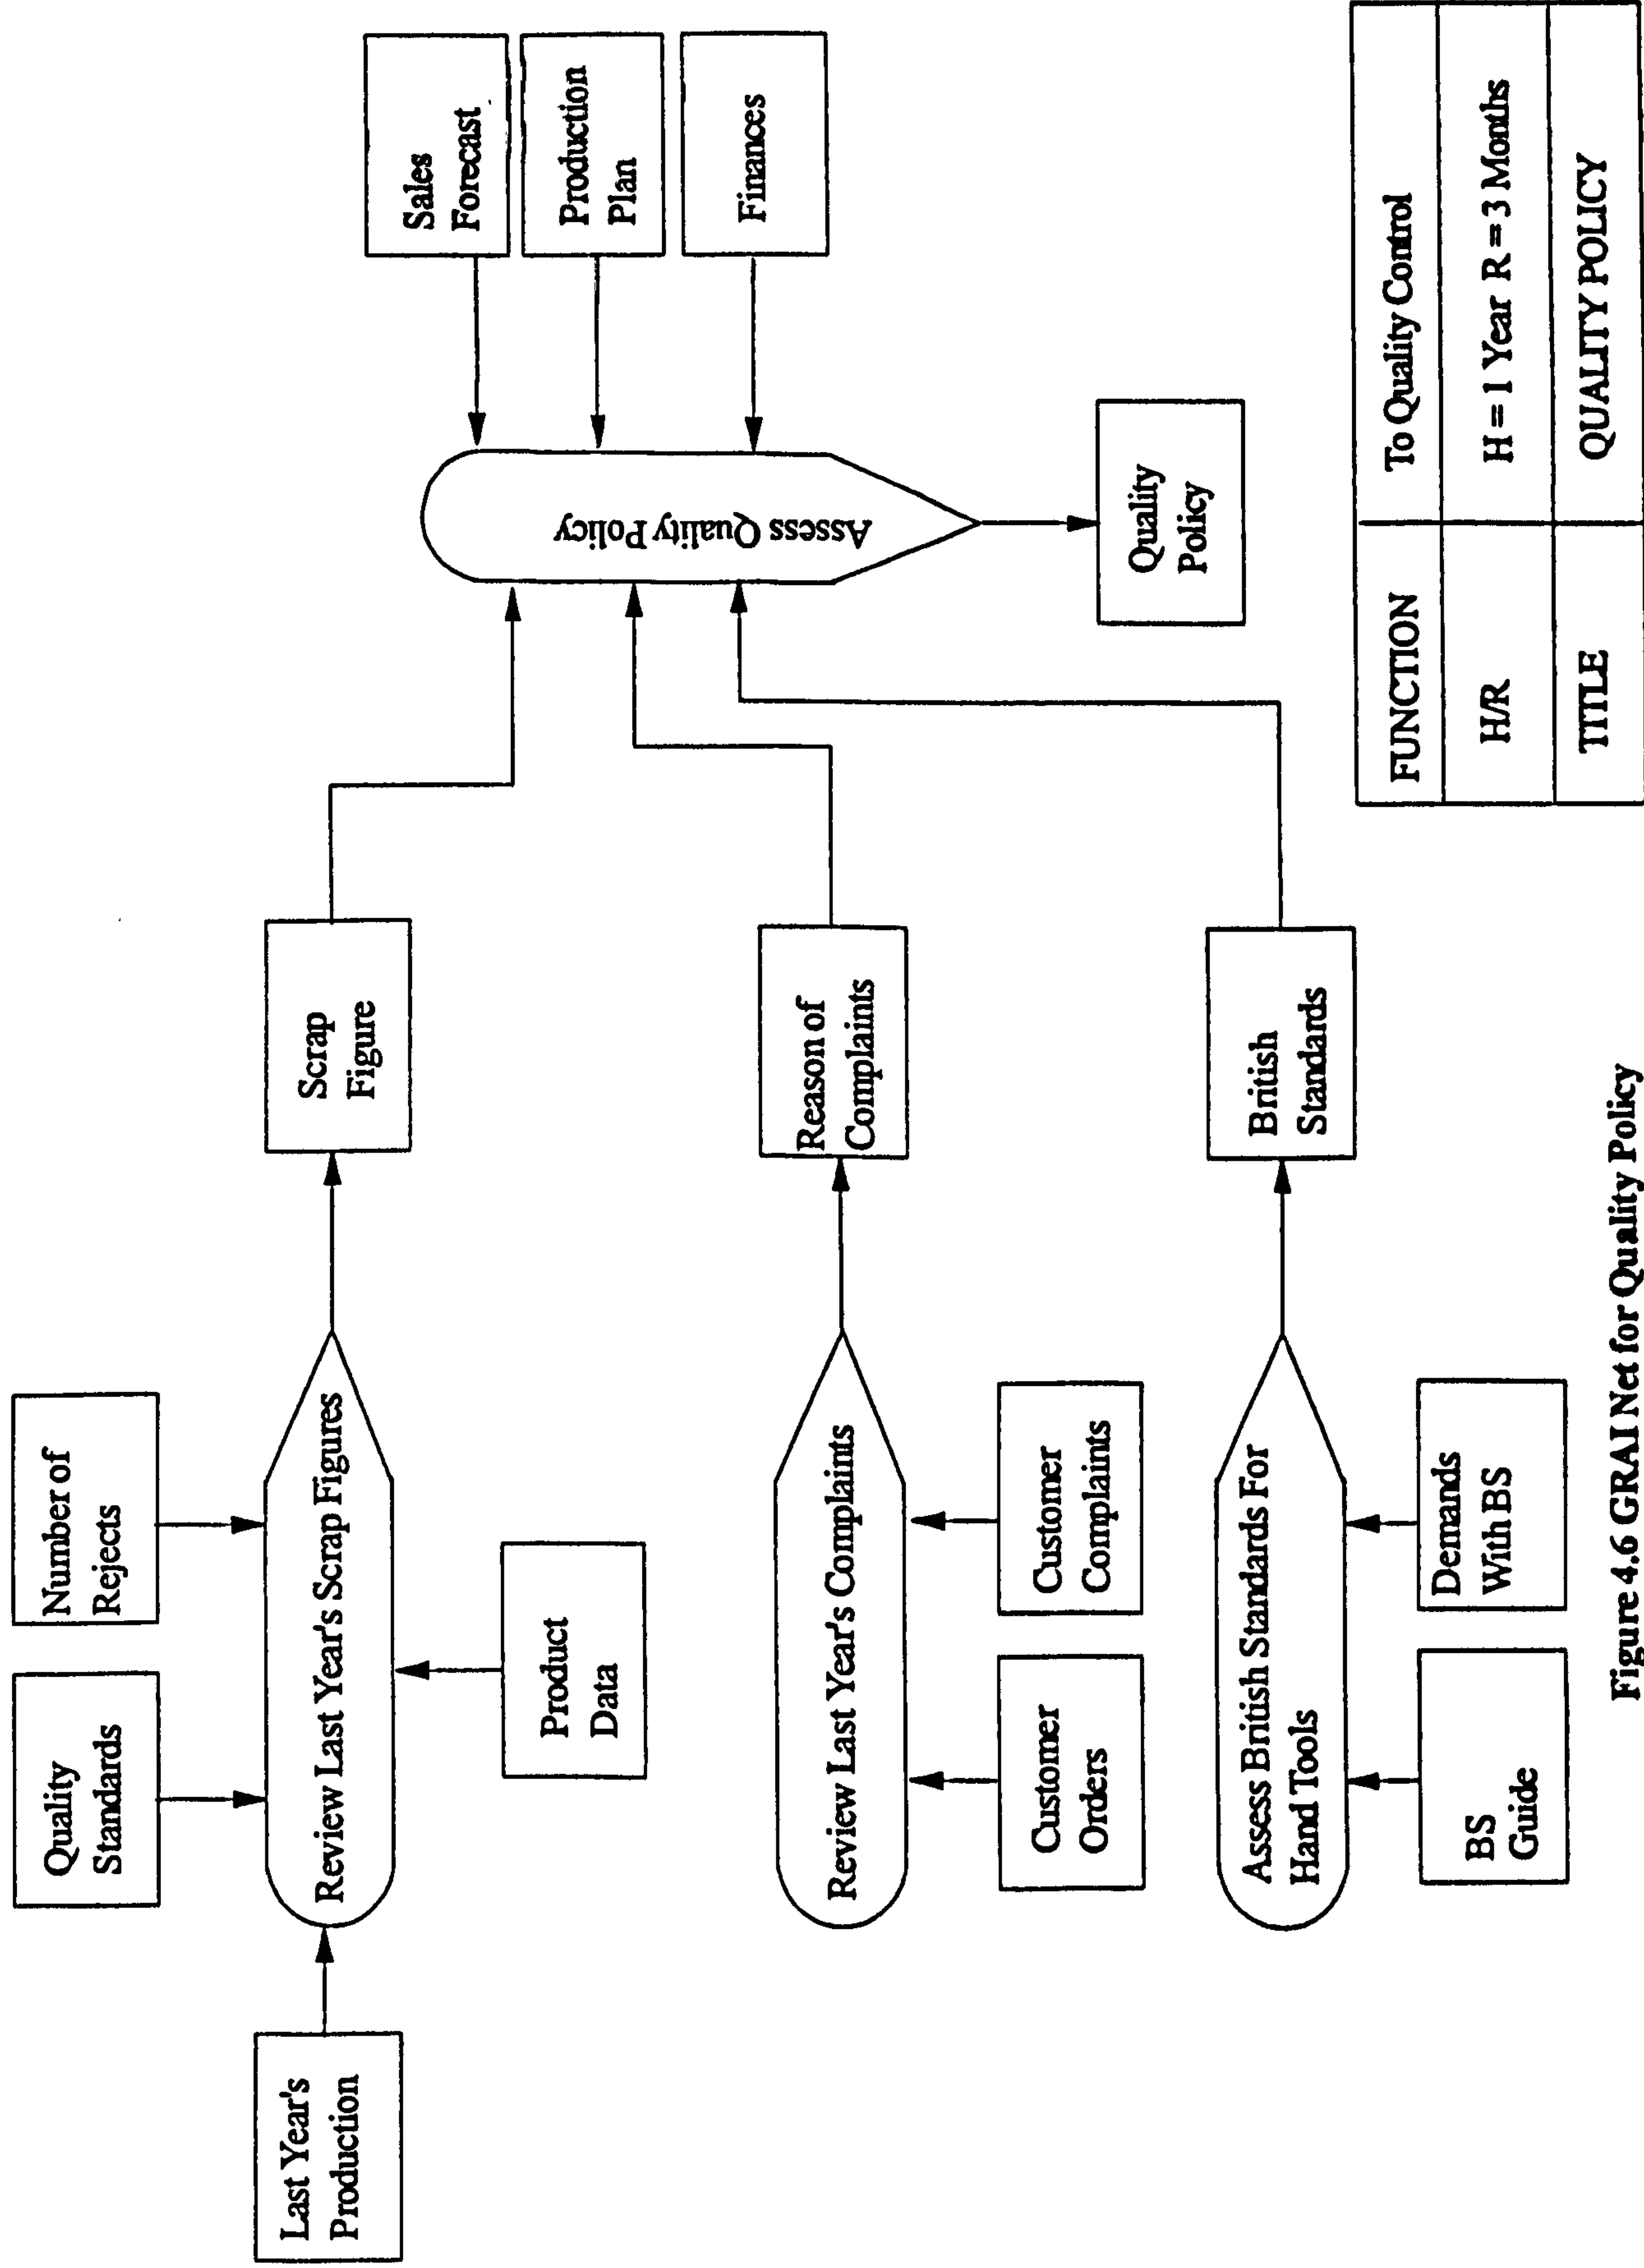 Quality
Standards
Number of
Rejects
Last Year's
Production
Review Last Year's Scrap Figures
Scrap
Figure
Product
Data
Sales
Forecast
Production
Plan
Finances
Assess Quality Policy
Quality
Policy
Review Last Year's Complaints
Reason of
Complaints
Customer
Orders
Customer
Complaints
Assess British Standards For
Hand Tools
British
Standards
BS
Guide
Demands
With BS
FUNCTION To Quality Control
H/R H = 1 Year R = 3 Months
TITLE QUALITY POLICY
Figure 4.6 GRAI Net for Quality Policy